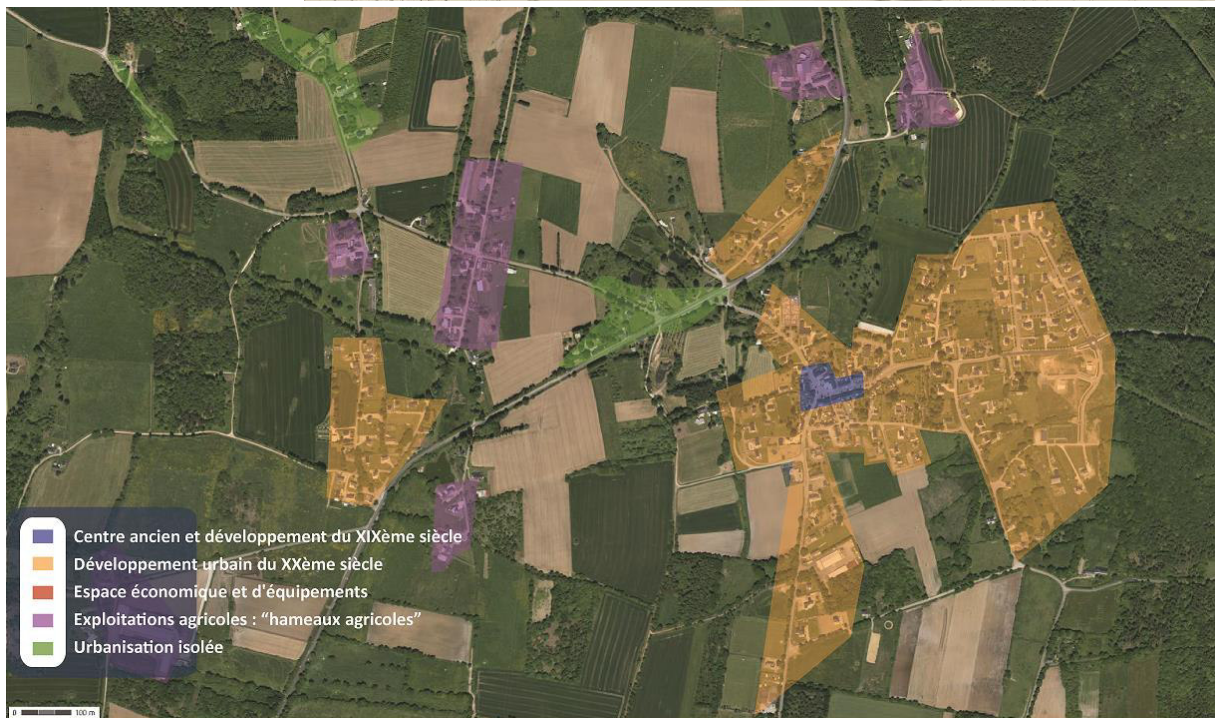 Centre ancien et développement du XIXème siècle
Développement urbain du XXème siècle
Espace économique et d'équipements
Exploitations agricoles : “hameaux agricoles”
Urbanisation isolée
0 100 m